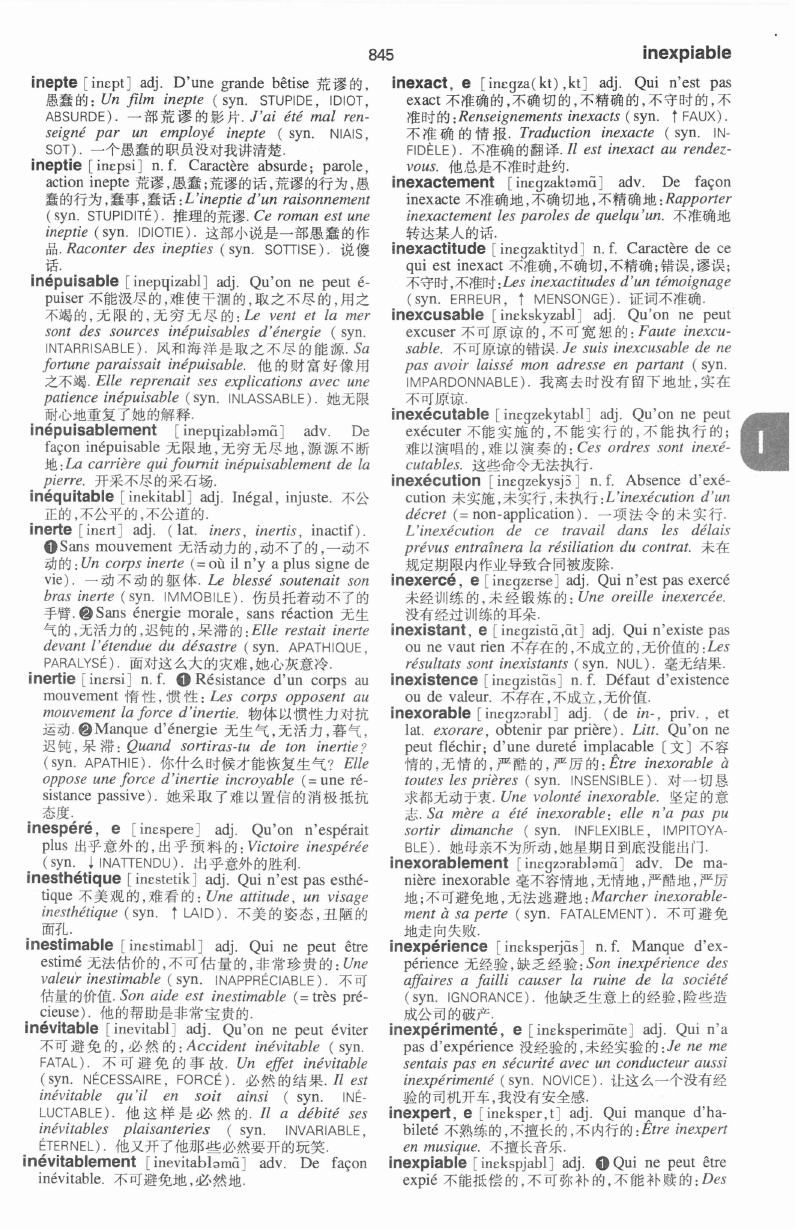 845
inexpiable
inepte [inɛpt] adj. D'une grande bêtise 荒谬的,
愚蠢的: Un film inepte (syn. STUPIDE, IDIOT,
ABSURDE). 一部荒谬的影片. J'ai été mal ren-
seigné par un employé inepte (syn. NIAIS,
SOT). 一个愚蠢的职员没对我讲清楚.
ineptie [inɛpsi] n.f. Caractère absurde; parole,
action inepte 荒谬,愚蠢;荒谬的话,荒谬的行为,愚
蠢的行为,蠢事,蠢话:L'ineptie d'un raisonnement
(syn. STUPIDITÉ). 推理的荒谬. Ce roman est une
ineptie (syn. IDIOTIE). 这部小说是一部愚蠢的作
品. Raconter des inepties (syn. SOTTISE). 说傻
话.
inépuisable [inepɥizabl] adj. Qu'on ne peut é-
puiser 不能汲尽的,难使干涸的,取之不尽的,用之
不竭的,无限的,无穷无尽的: Le vent et la mer
sont des sources inépuisables d'énergie (syn.
INTARRISABLE). 风和海洋是取之不尽的能源. Sa
fortune paraissait inépuisable. 他的财富好像用
之不竭. Elle reprenait ses explications avec une
patience inépuisable (syn. INLASSABLE). 她无限
耐心地重复了她的解释.
inépuisablement [inepɥizabləmɑ̃] adv. De
façon inépuisable 无限地,无穷无尽地,源源不断
地:La carrière qui fournit inépuisablement de la
pierre. 开采不尽的采石场.
inéquitable [inekitabl] adj. Inégal, injuste. 不公
正的,不公平的,不公道的.
inerte [inɛrt] adj. (lat. iners, inertis, inactif).
❶Sans mouvement 无活动力的,动不了的,一动不
动的:Un corps inerte (=où il n'y a plus signe de
vie). 一动不动的躯体. Le blessé soutenait son
bras inerte (syn. IMMOBILE). 伤员托着动不了的
手臂.❷Sans énergie morale, sans réaction 无生
气的,无活力的,迟钝的,呆滞的:Elle restait inerte
devant l'étendue du désastre (syn. APATHIQUE,
PARALYSÉ). 面对这么大的灾难,她心灰意冷.
inertie [inɛrsi] n.f. ❶ Résistance d'un corps au
mouvement 惰性,惯性: Les corps opposent au
mouvement la force d'inertie. 物体以惯性力对抗
运动.❷Manque d'énergie 无生气,无活力,暮气,
迟钝,呆滞: Quand sortiras-tu de ton inertie?
(syn. APATHIE). 你什么时候才能恢复生气? Elle
oppose une force d'inertie incroyable (=une ré-
sistance passive). 她采取了难以置信的消极抵抗
态度.
inespéré, e [inɛspere] adj. Qu'on n'espérait
plus 出乎意外的,出乎预料的:Victoire inespérée
(syn. ↓INATTENDU). 出乎意外的胜利.
inesthétique [inɛstetik] adj. Qui n'est pas esthé-
tique 不美观的,难看的: Une attitude, un visage
inesthétique (syn. ↑LAID). 不美的姿态,丑陋的
面孔.
inestimable [inɛstimabl] adj. Qui ne peut être
estimé 无法估价的,不可估量的,非常珍贵的:Une
valeur inestimable (syn. INAPPRÉCIABLE). 不可
估量的价值. Son aide est inestimable (=très pré-
cieuse). 他的帮助是非常宝贵的.
inévitable [inevitabl] adj. Qu'on ne peut éviter
不可避免的,必然的: Accident inévitable (syn.
FATAL). 不可避免的事故. Un effet inévitable
(syn. NÉCESSAIRE, FORCÉ). 必然的结果. Il est
inévitable qu'il en soit ainsi (syn. INÉ-
LUCTABLE). 他这样是必然的. Il a débité ses
inévitables plaisanteries (syn. INVARIABLE,
ÉTERNEL). 他又开了他那些必然要开的玩笑.
inévitablement [inevitabləmɑ̃] adv. De façon
inévitable. 不可避免地,必然地.
inexact, e [inɛgza(kt),kt] adj. Qui n'est pas
exact 不准确的,不确切的,不精确的,不守时的,不
准时的:Renseignements inexacts (syn. ↑FAUX).
不准确的情报. Traduction inexacte (syn. IN-
FIDÈLE). 不准确的翻译. Il est inexact au rendez-
vous. 他总是不准时赴约.
inexactement [inɛgzaktəmɑ̃] adv. De façon
inexacte 不准确地,不确切地,不精确地:Rapporter
inexactement les paroles de quelqu'un. 不准确地
转达某人的话.
inexactitude [inɛgzaktityd] n.f. Caractère de ce
qui est inexact 不准确,不确切,不精确;错误,谬误;
不守时,不准时:Les inexactitudes d'un témoignage
(syn. ERREUR, ↑ MENSONGE). 证词不准确.
inexcusable [inɛkskyzabl] adj. Qu'on ne peut
excuser 不可原谅的,不可宽恕的: Faute inexcu-
sable. 不可原谅的错误. Je suis inexcusable de ne
pas avoir laissé mon adresse en partant (syn.
IMPARDONNABLE). 我离去时没有留下地址,实在
不可原谅.
inexécutable [inɛgzekytabl] adj. Qu'on ne peut
exécuter 不能实施的,不能实行的,不能执行的;
难以演唱的,难以演奏的: Ces ordres sont inexé-
cutables. 这些命令无法执行.
inexécution [inɛgzekysjɔ̃] n.f. Absence d'exé-
cution 未实施,未实行,未执行:L'inexécution d'un
décret (=non-application). 一项法令的未实行.
L'inexécution de ce travail dans les délais
prévus entraînera la résiliation du contrat. 未在
规定期限内作业导致合同被废除.
inexercé, e [inɛgzɛrse] adj. Qui n'est pas exercé
未经训练的,未经锻炼的: Une oreille inexercée.
没有经过训练的耳朵.
inexistant, e [inɛgzistɑ̃,ɑ̃t] adj. Qui n'existe pas
ou ne vaut rien 不存在的,不成立的,无价值的:Les
résultats sont inexistants (syn. NUL). 毫无结果.
inexistence [inɛgzistɑ̃s] n.f. Défaut d'existence
ou de valeur. 不存在,不成立,无价值.
inexorable [inɛgzɔrabl] adj. (de in-, priv., et
lat. exorare, obtenir par prière). Litt. Qu'on ne
peut fléchir; d'une dureté implacable [文] 不容
情的,无情的,严酷的,严厉的: Être inexorable à
toutes les prières (syn. INSENSIBLE). 对一切恳
求都无动于衷. Une volonté inexorable. 坚定的意
志. Sa mère a été inexorable; elle n'a pas pu
sortir dimanche (syn. INFLEXIBLE, IMPITOYA-
BLE). 她母亲不为所动,她星期日到底没能出门.
inexorablement [inɛgzɔrabləmɑ̃] adv. De ma-
nière inexorable 毫不容情地,无情地,严酷地,严厉
地;不可避免地,无法逃避地:Marcher inexorable-
ment à sa perte (syn. FATALEMENT). 不可避免
地走向失败.
inexpérience [inɛksperjɑ̃s] n.f. Manque d'ex-
périence 无经验,缺乏经验:Son inexpérience des
affaires a failli causer la ruine de la société
(syn. IGNORANCE). 他缺乏生意上的经验,险些造
成公司的破产.
inexpérimenté, e [inɛksperimɑ̃te] adj. Qui n'a
pas d'expérience 没经验的,未经实验的:Je ne me
sentais pas en sécurité avec un conducteur aussi
inexpérimenté (syn. NOVICE). 让这么一个没有经
验的司机开车,我没有安全感.
inexpert, e [inɛkspɛr,t] adj. Qui manque d'ha-
bileté 不熟练的,不擅长的,不内行的:Être inexpert
en musique. 不擅长音乐.
inexpiable [inɛkspjabl] adj. ❶Qui ne peut être
expié 不能抵偿的,不可弥补的,不能补赎的:Des
I